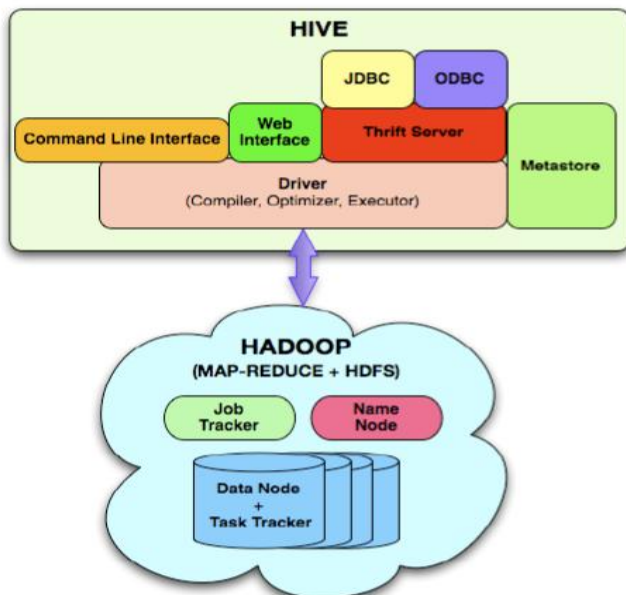 HIVE
JDBC
ODBC
Command Line Interface
Web
Interface
Thrift Server
Metastore
Driver
(Compiler, Optimizer, Executor)
HADOOP
(MAP-REDUCE + HDFS)
Job
Tracker
Name
Node
Data Node
+
Task Tracker